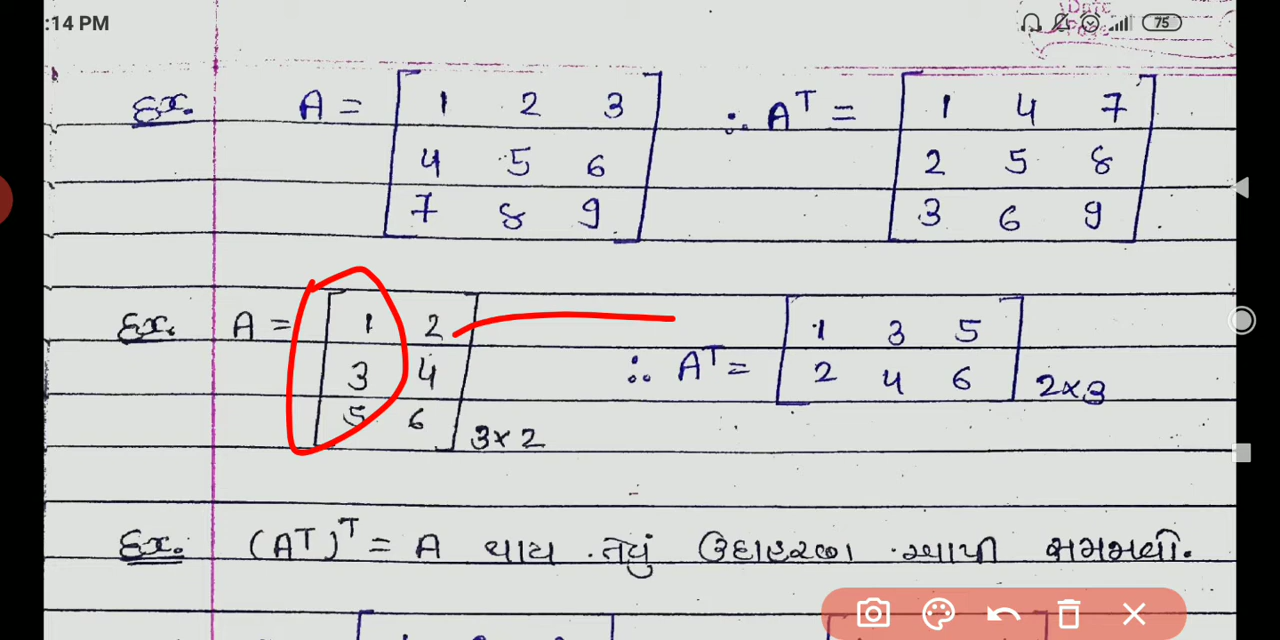 :14 PM 75
Date
Ex. A = [ 1 2 3 ∴ Aᵀ = [ 1 4 7
4 5 6 2 5 8
7 8 9 ] 3 6 9 ]
Ex. A = [ 1 2 ∴ Aᵀ = [ 1 3 5
3 4 2 4 6 ] 2×3
5 6 ] 3×2
Ex. (Aᵀ)ᵀ = A થાય તેવું ઉદાહરણ આપી સમજાવો.